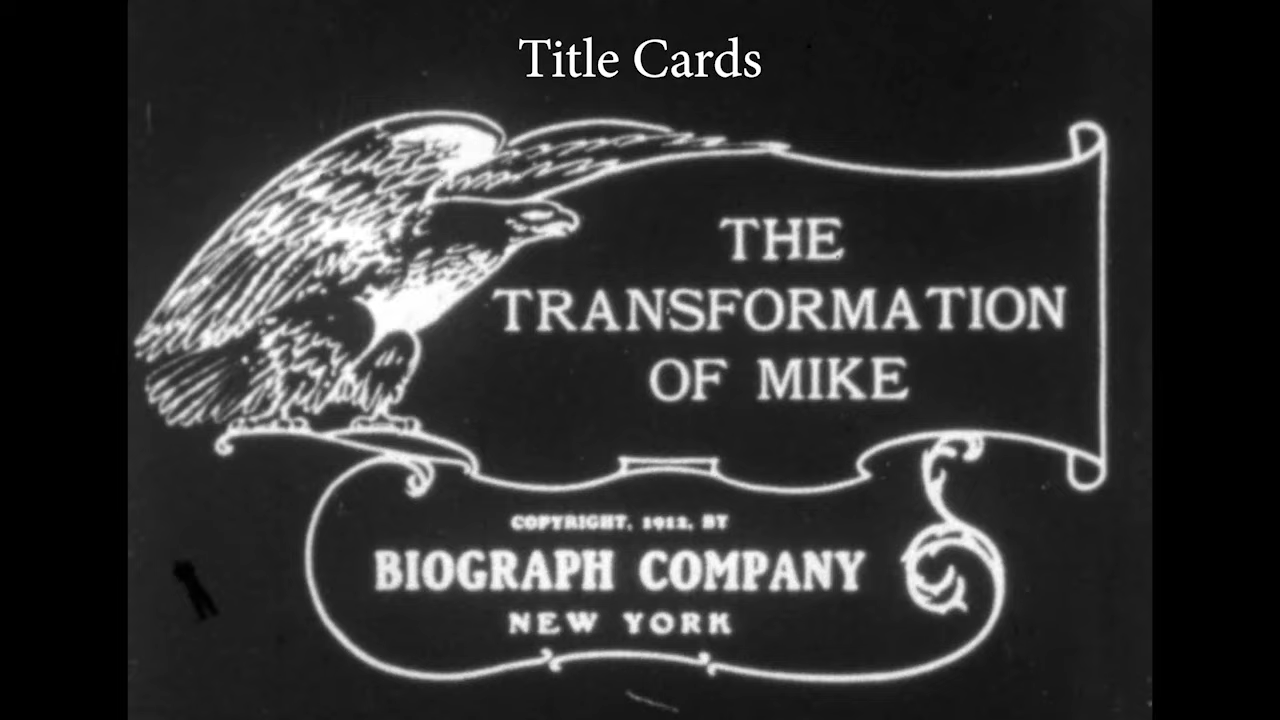 Title Cards
THE
TRANSFORMATION
OF MIKE
COPYRIGHT, 1912, BY
BIOGRAPH COMPANY
NEW YORK